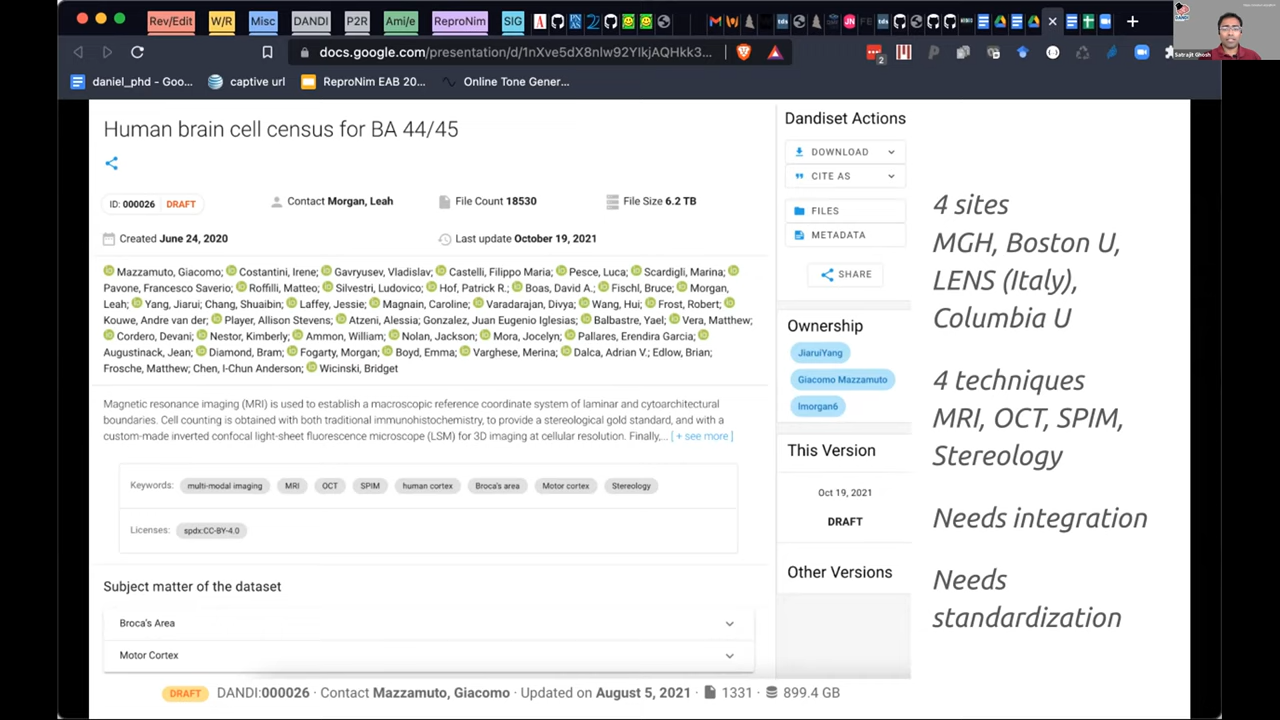 Rev/Edit W/R Misc DANDI P2R Ami/e ReproNim SIG
docs.google.com/presentation/d/1nXve5dX8nlw92YlkjAQHkk3...
2
daniel_phd - Goo... captive url ReproNim EAB 20... Online Tone Gener...
Satrajit Ghosh
Human brain cell census for BA 44/45
ID: 000026 DRAFT Contact Morgan, Leah File Count 18530 File Size 6.2 TB
Created June 24, 2020 Last update October 19, 2021
Mazzamuto, Giacomo; Costantini, Irene; Gavryusev, Vladislav; Castelli, Filippo Maria; Pesce, Luca; Scardigli, Marina;
Pavone, Francesco Saverio; Roffilli, Matteo; Silvestri, Ludovico; Hof, Patrick R.; Boas, David A.; Fischl, Bruce; Morgan,
Leah; Yang, Jiarui; Chang, Shuaibin; Laffey, Jessie; Magnain, Caroline; Varadarajan, Divya; Wang, Hui; Frost, Robert;
Kouwe, Andre van der; Player, Allison Stevens; Atzeni, Alessia; Gonzalez, Juan Eugenio Iglesias; Balbastre, Yael; Vera, Matthew;
Cordero, Devani; Nestor, Kimberly; Ammon, William; Nolan, Jackson; Mora, Jocelyn; Pallares, Erendira Garcia;
Augustinack, Jean; Diamond, Bram; Fogarty, Morgan; Boyd, Emma; Varghese, Merina; Dalca, Adrian V.; Edlow, Brian;
Frosche, Matthew; Chen, I-Chun Anderson; Wicinski, Bridget
Magnetic resonance imaging (MRI) is used to establish a macroscopic reference coordinate system of laminar and cytoarchitectural
boundaries. Cell counting is obtained with both traditional immunohistochemistry, to provide a stereological gold standard, and with a
custom-made inverted confocal light-sheet fluorescence microscope (LSM) for 3D imaging at cellular resolution. Finally,... [ + see more ]
Keywords: multi-modal imaging MRI OCT SPIM human cortex Broca's area Motor cortex Stereology
Licenses: spdx:CC-BY-4.0
Subject matter of the dataset
Broca's Area
Motor Cortex
DRAFT DANDI:000026 · Contact Mazzamuto, Giacomo · Updated on August 5, 2021 · 1331 · 899.4 GB
Dandiset Actions
DOWNLOAD
CITE AS
FILES
METADATA
SHARE
Ownership
JiaruiYang
Giacomo Mazzamuto
lmorgan6
This Version
Oct 19, 2021
DRAFT
Other Versions
4 sites
MGH, Boston U,
LENS (Italy),
Columbia U
4 techniques
MRI, OCT, SPIM,
Stereology
Needs integration
Needs
standardization